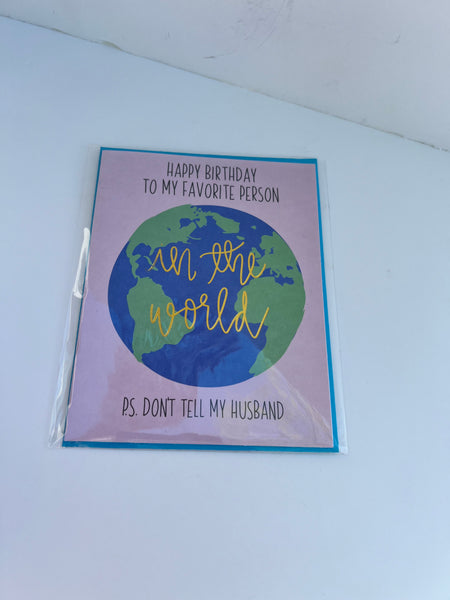 HAPPY BIRTHDAY
TO MY FAVORITE PERSON
in the
world
P.S. DON'T TELL MY HUSBAND